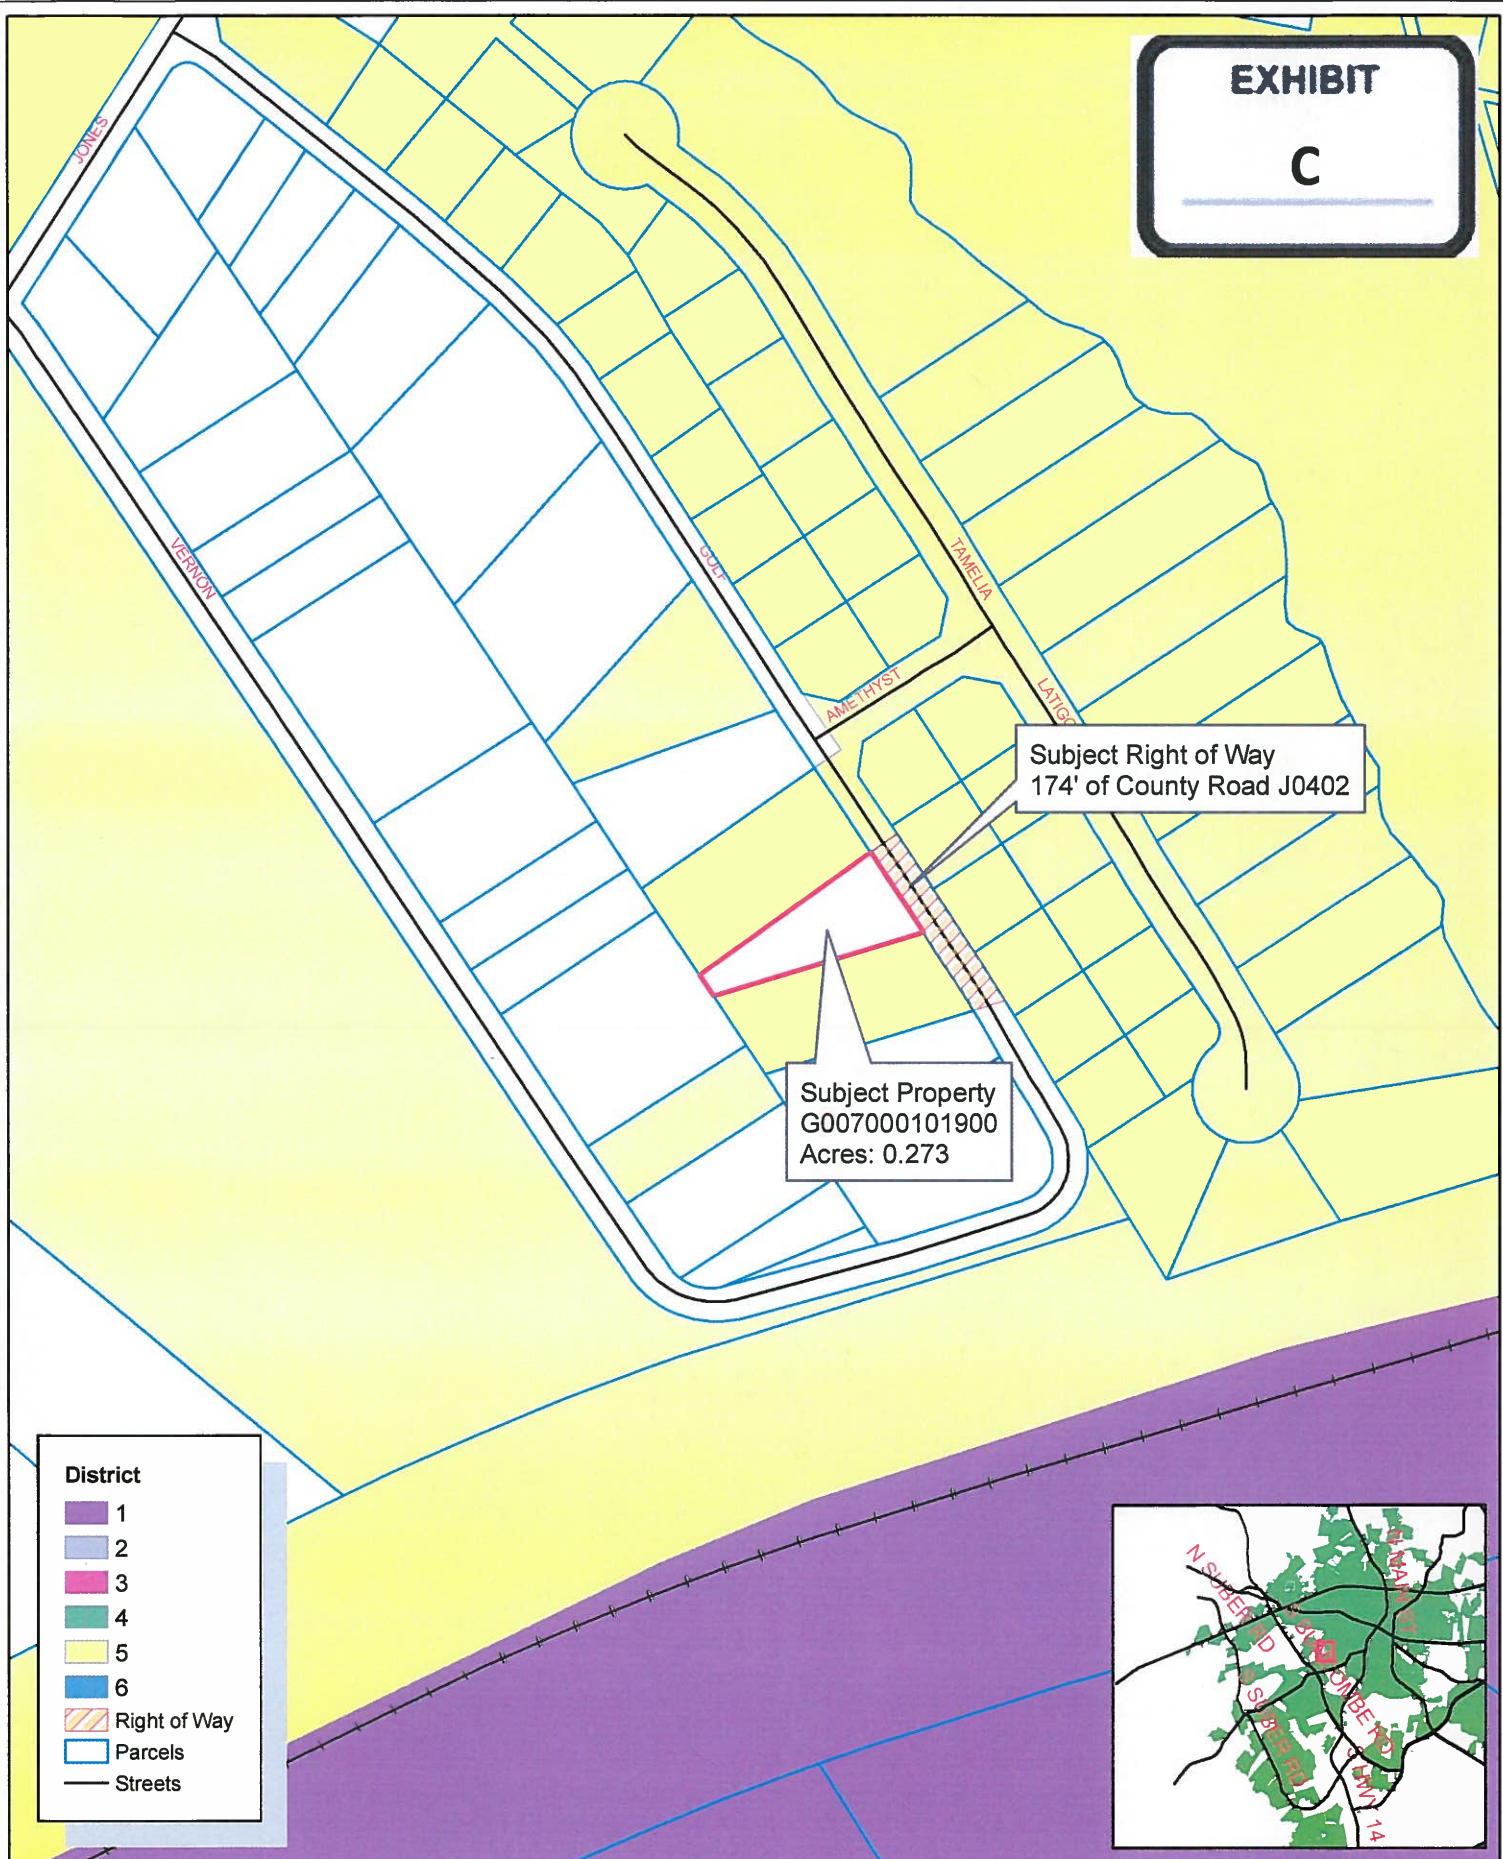 EXHIBIT
C
JONES
VERNON
GULF
TAMELIA
AMETHYST
LATIGO
Subject Right of Way
174' of County Road J0402
Subject Property
G007000101900
Acres: 0.273
District
1
2
3
4
5
6
Right of Way
Parcels
Streets
N SUBER RD
N MAIN ST
S SUBER RD
S HWY 14